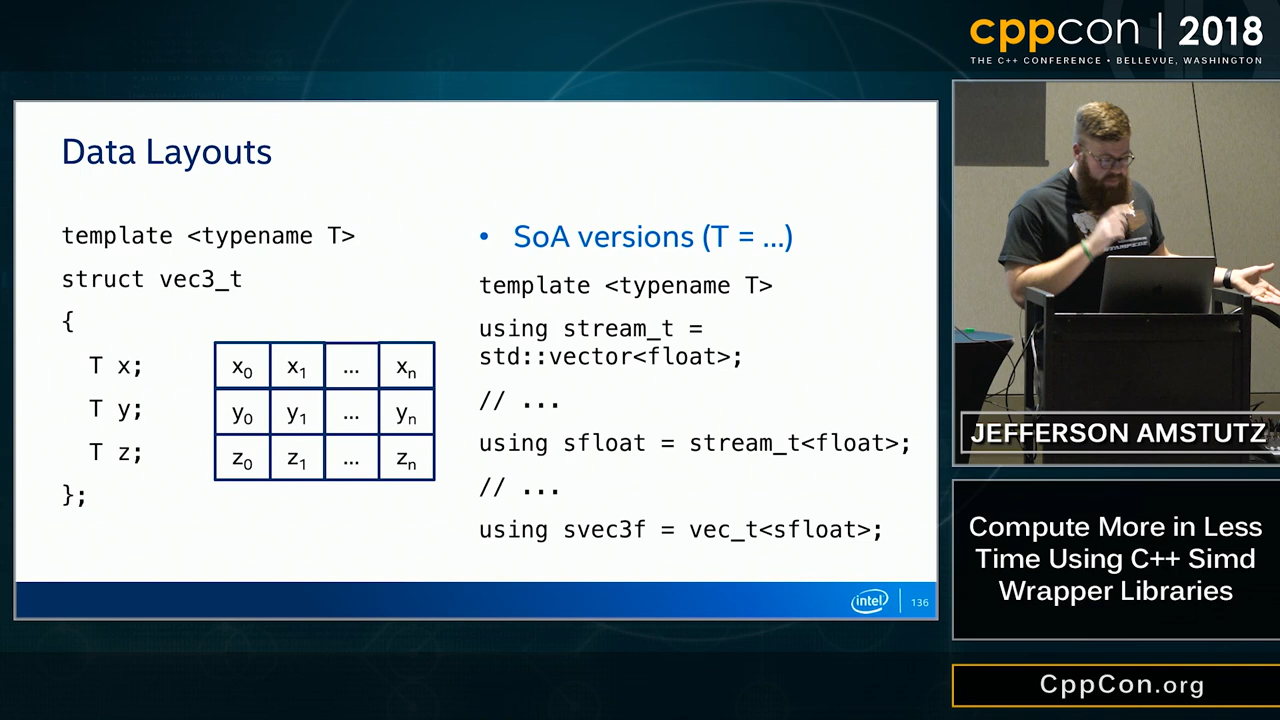 cppcon | 2018
THE C++ CONFERENCE • BELLEVUE, WASHINGTON
Data Layouts
template <typename T>
struct vec3_t
{
T x;
T y;
T z;
};
x0 x1 ... xn
y0 y1 ... yn
z0 z1 ... zn
• SoA versions (T = ...)
template <typename T>
using stream_t =
std::vector<float>;
// ...
using sfloat = stream_t<float>;
// ...
using svec3f = vec_t<sfloat>;
intel
136
JEFFERSON AMSTUTZ
Compute More in Less
Time Using C++ Simd
Wrapper Libraries
CppCon.org